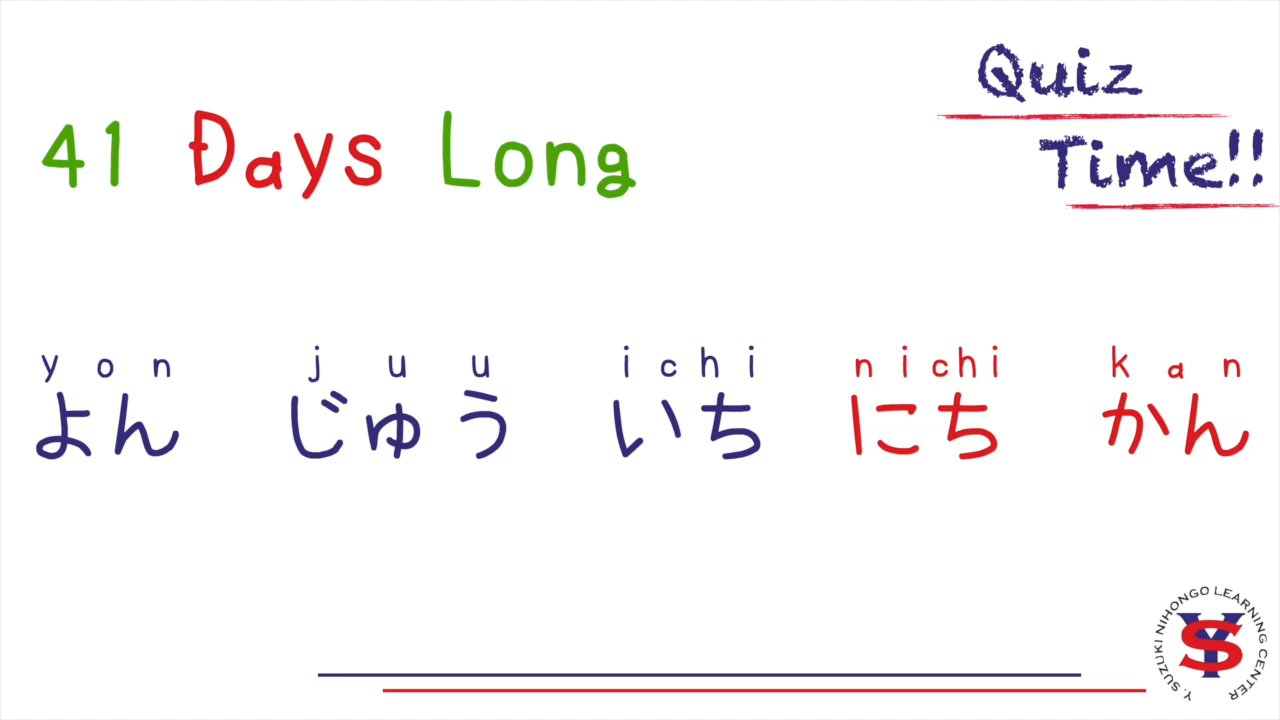 Quiz
Time!!
41 Days Long
yon juu ichi nichi kan
よん じゅう いち にち かん
Y. SUZUKI NIHONGO LEARNING CENTER
YS